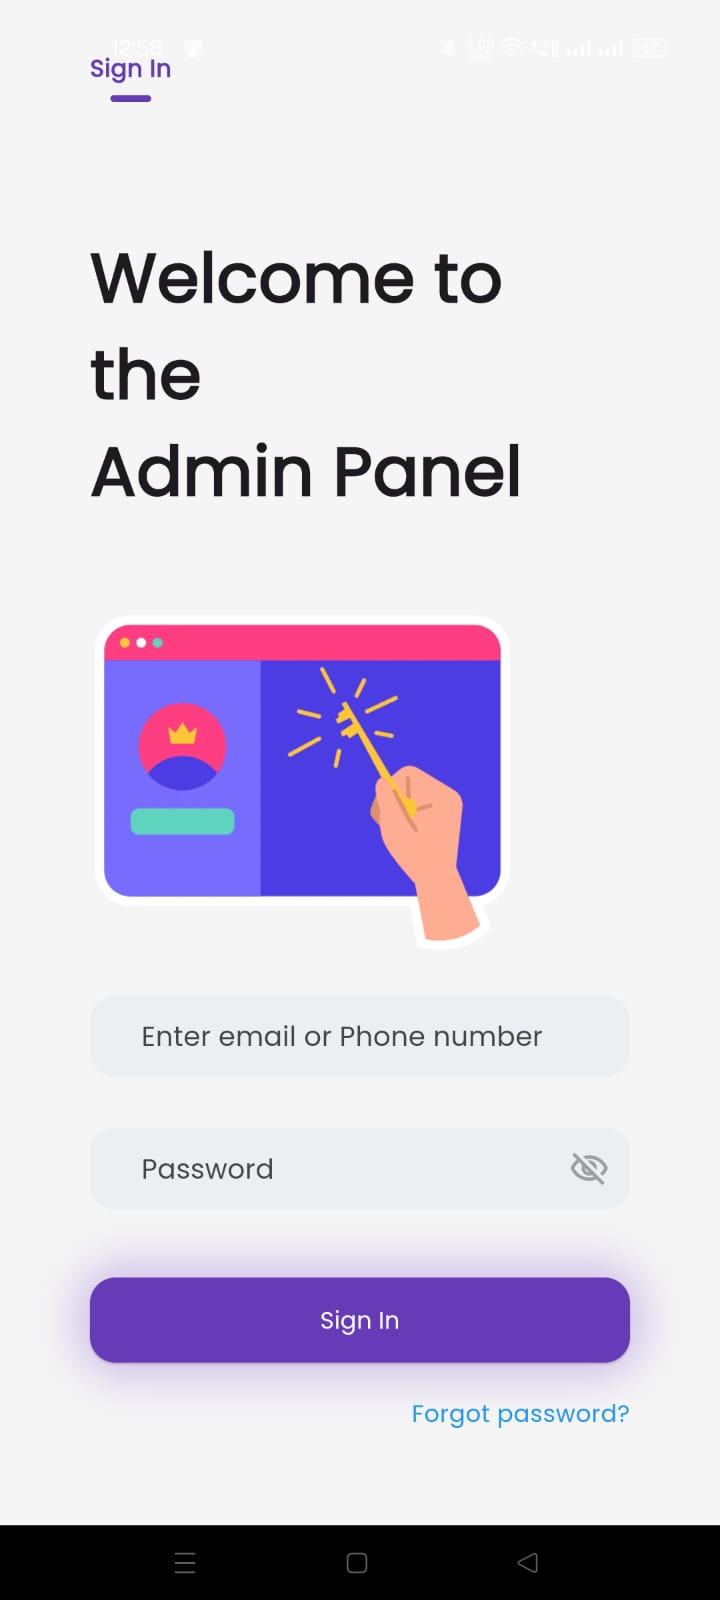 12:58
Sign In
Welcome to
the
Admin Panel
Enter email or Phone number
Password
Sign In
Forgot password?